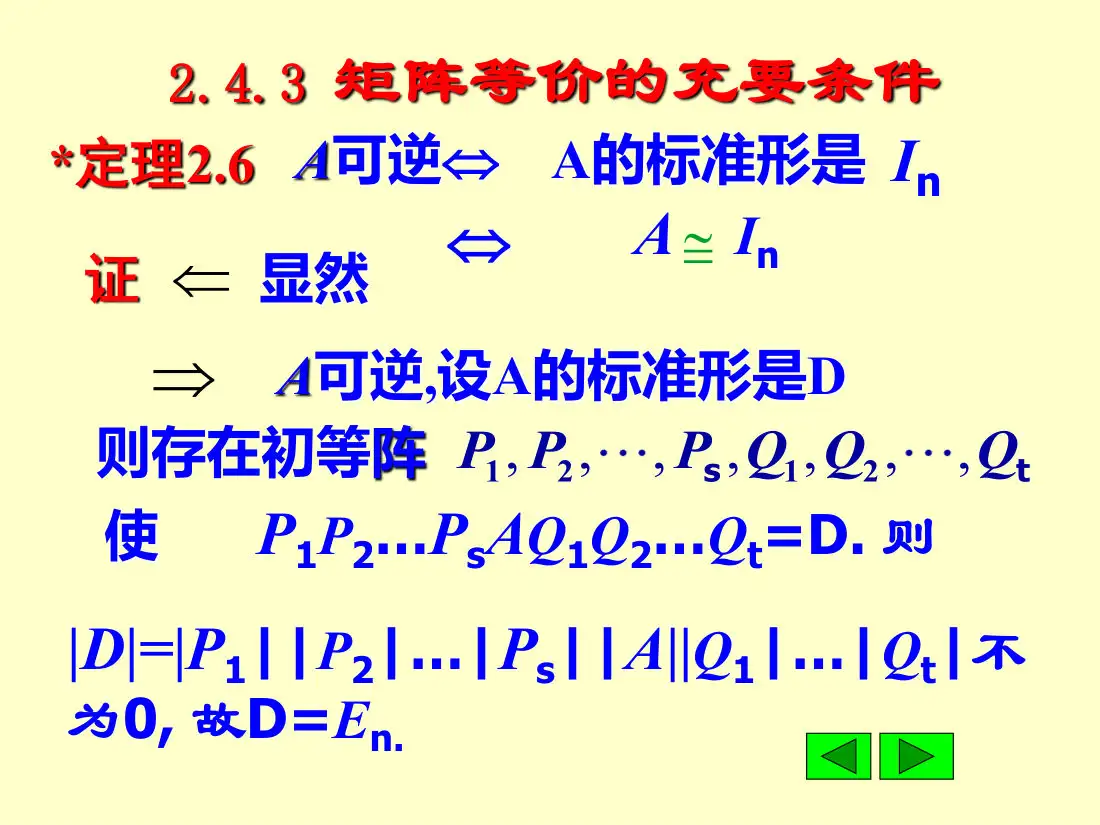 2.4.3 矩阵等价的充要条件
*定理2.6 A可逆⇔ A的标准形是 Iₙ
⇔ A ≅ Iₙ
证 ⇐ 显然
⇒ A可逆,设A的标准形是D
则存在初等阵 P₁, P₂, ⋯, Pₛ, Q₁, Q₂, ⋯, Qₜ
使 P₁P₂…PₛAQ₁Q₂…Qₜ=D. 则
|D|=|P₁||P₂|…|Pₛ||A||Q₁|…|Qₜ|不
为0, 故D=Eₙ.